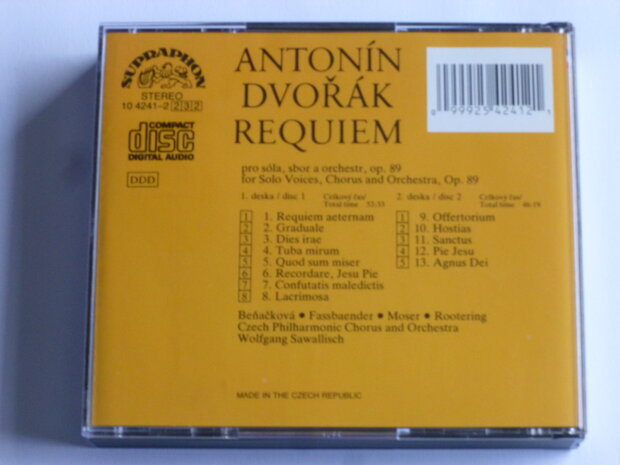 SUPRAPHON
STEREO
10 4241-2 232
COMPACT
disc
DIGITAL AUDIO
DDD
ANTONÍN
DVOŘÁK
REQUIEM
0 99925 42412 1
pro sóla, sbor a orchestr, op. 89
for Solo Voices, Chorus and Orchestra, Op. 89
1. deska / disc 1 Celkový čas/
Total time 53:33
1 1. Requiem aeternam
2 2. Graduale
3 3. Dies irae
4 4. Tuba mirum
5 5. Quod sum miser
6 6. Recordare, Jesu Pie
7 7. Confutatis maledictis
8 8. Lacrimosa
2. deska / disc 2 Celkový čas/
Total time 46:19
1 9. Offertorium
2 10. Hostias
3 11. Sanctus
4 12. Pie Jesu
5 13. Agnus Dei
Beňačková • Fassbaender • Moser • Rootering
Czech Philharmonic Chorus and Orchestra
Wolfgang Sawallisch
MADE IN THE CZECH REPUBLIC